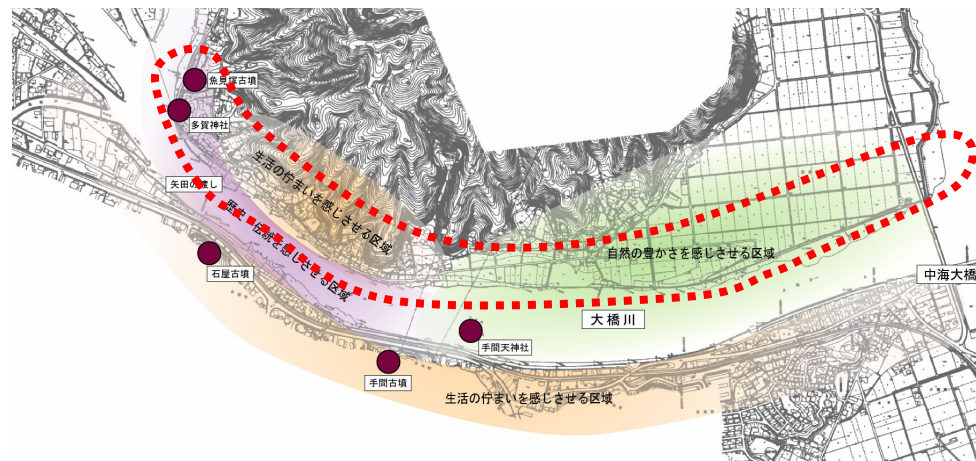 魚見塚古墳
多賀神社
生活の佇まいを感じさせる区域
矢田の渡し
歴史・伝統を感じさせる区域
石屋古墳
自然の豊かさを感じさせる区域
中海大橋
大橋川
手間天神社
手間古墳
生活の佇まいを感じさせる区域